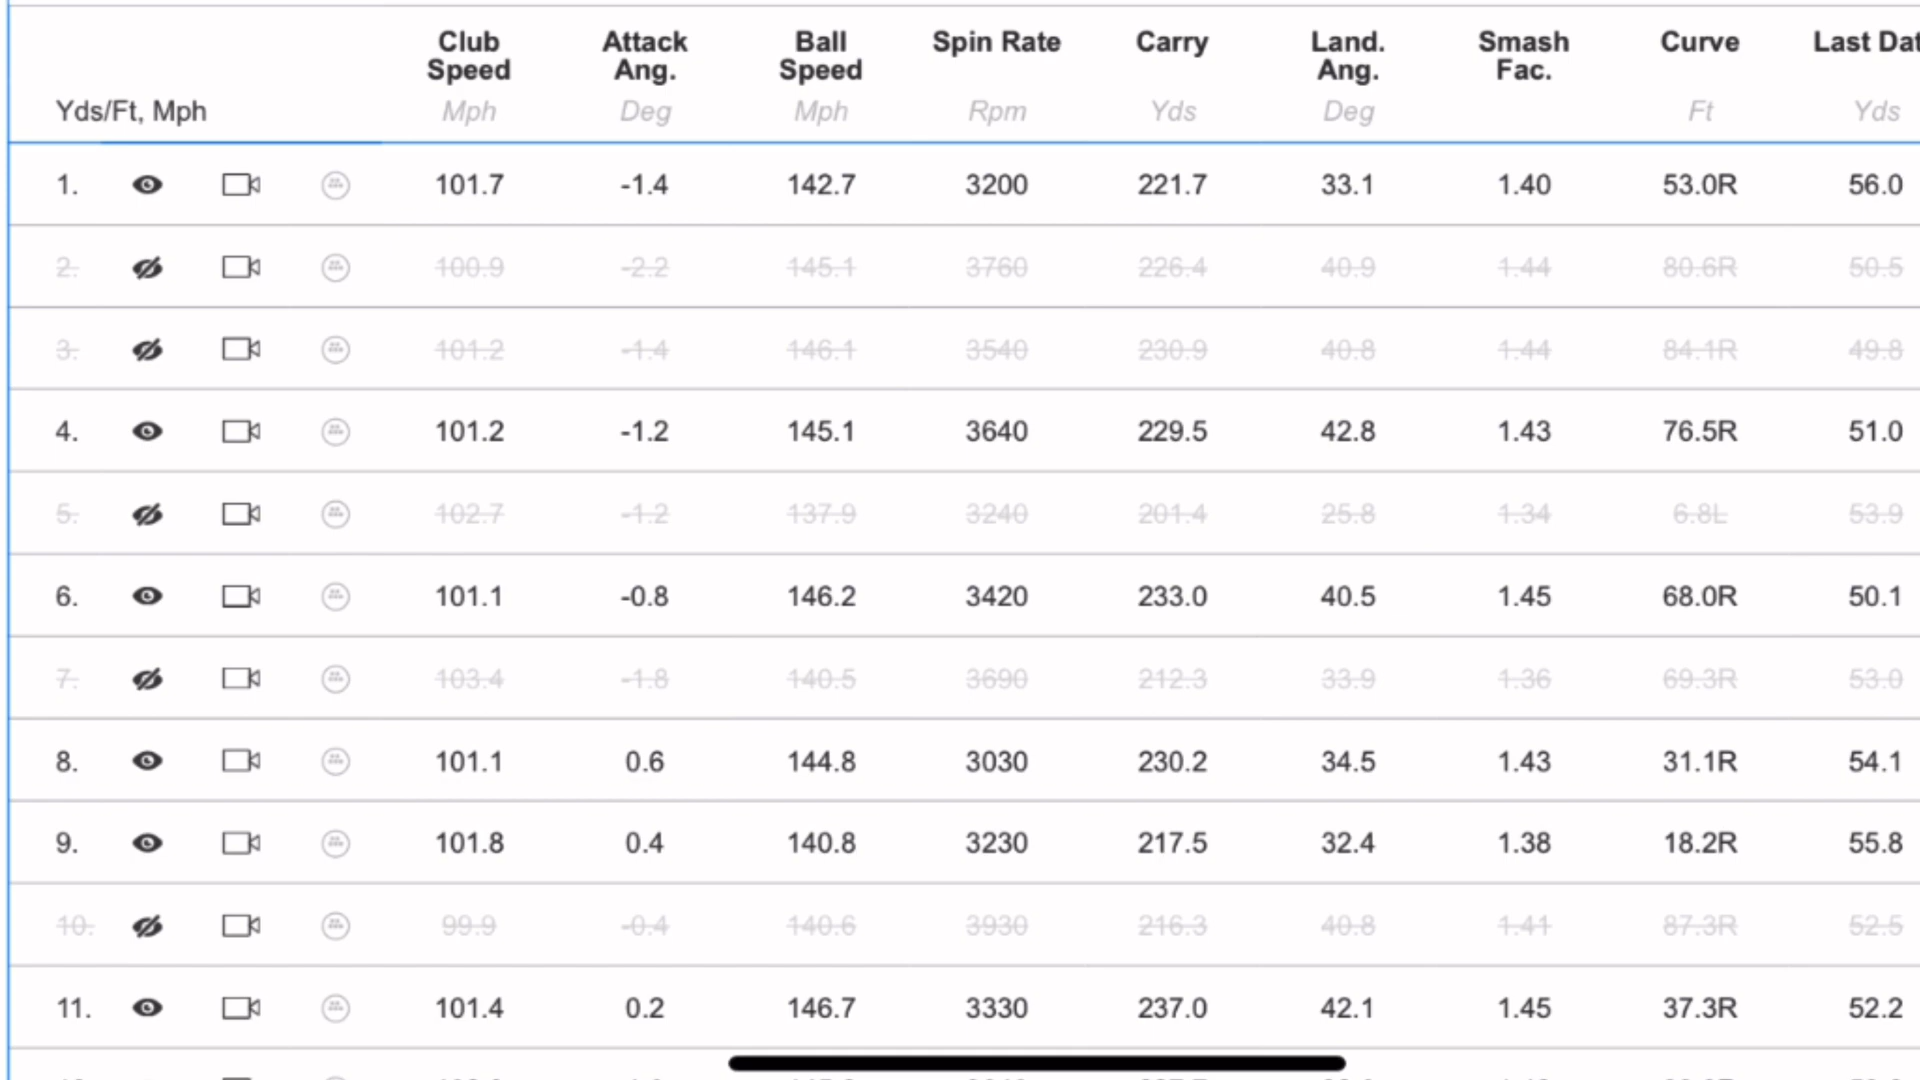 Club Speed Attack Ang. Ball Speed Spin Rate Carry Land. Ang. Smash Fac. Curve Last Dat
Yds/Ft, Mph Mph Deg Mph Rpm Yds Deg Ft Yds
1. 101.7 -1.4 142.7 3200 221.7 33.1 1.40 53.0R 56.0
2. 100.9 -2.2 145.1 3760 226.4 40.9 1.44 80.6R 50.5
3. 101.2 -1.4 146.1 3540 230.9 40.8 1.44 84.1R 49.8
4. 101.2 -1.2 145.1 3640 229.5 42.8 1.43 76.5R 51.0
5. 102.7 -1.2 137.9 3240 201.4 25.8 1.34 6.8L 53.9
6. 101.1 -0.8 146.2 3420 233.0 40.5 1.45 68.0R 50.1
7. 103.4 -1.8 140.5 3690 212.3 33.9 1.36 69.3R 53.0
8. 101.1 0.6 144.8 3030 230.2 34.5 1.43 31.1R 54.1
9. 101.8 0.4 140.8 3230 217.5 32.4 1.38 18.2R 55.8
10. 99.9 -0.4 140.6 3930 216.3 40.8 1.41 87.3R 52.5
11. 101.4 0.2 146.7 3330 237.0 42.1 1.45 37.3R 52.2